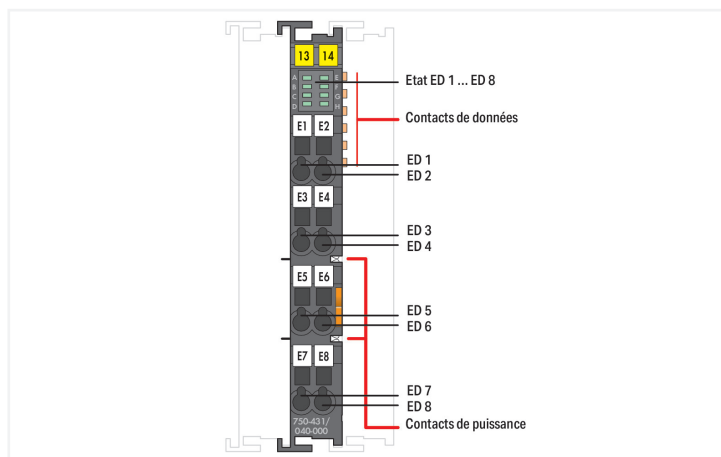 13 14
A E
B F
C G
D H
Etat ED 1 ... ED 8
Contacts de données
E1 E2
ED 1
ED 2
E3 E4
ED 3
ED 4
E5 E6
ED 5
ED 6
E7 E8
ED 7
ED 8
750-431/
040-000
Contacts de puissance